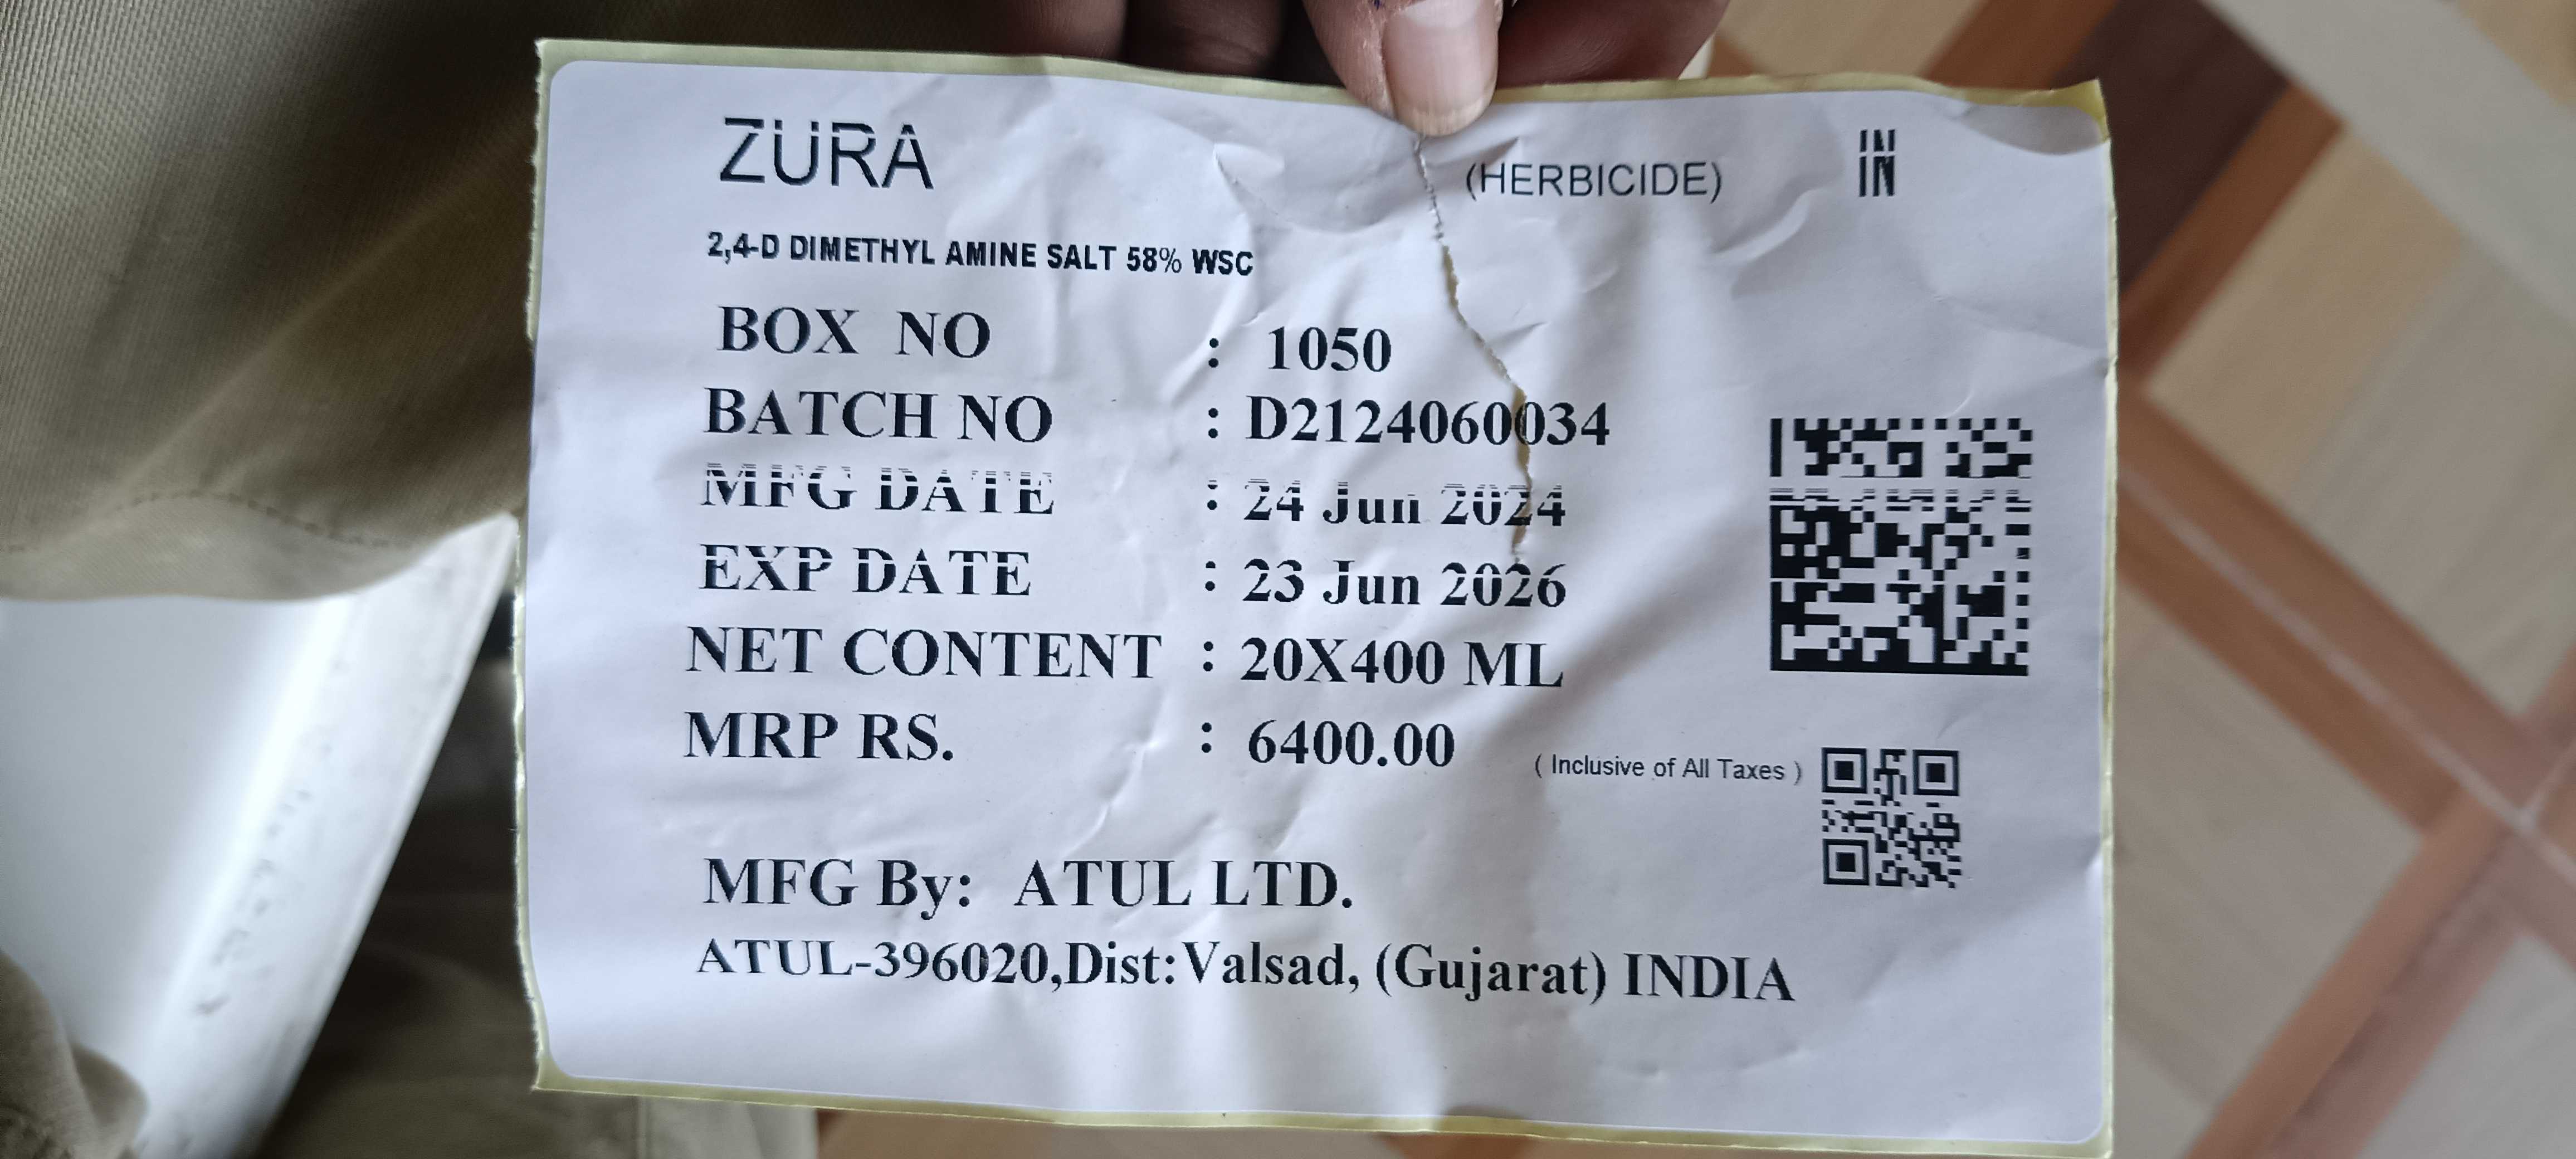 ZURA (HERBICIDE) IN
2,4-D DIMETHYL AMINE SALT 58% WSC
BOX NO : 1050
BATCH NO : D2124060034
MFG DATE : 24 Jun 2024
EXP DATE : 23 Jun 2026
NET CONTENT : 20X400 ML
MRP RS. : 6400.00 ( Inclusive of All Taxes )
MFG By: ATUL LTD.
ATUL-396020,Dist:Valsad, (Gujarat) INDIA